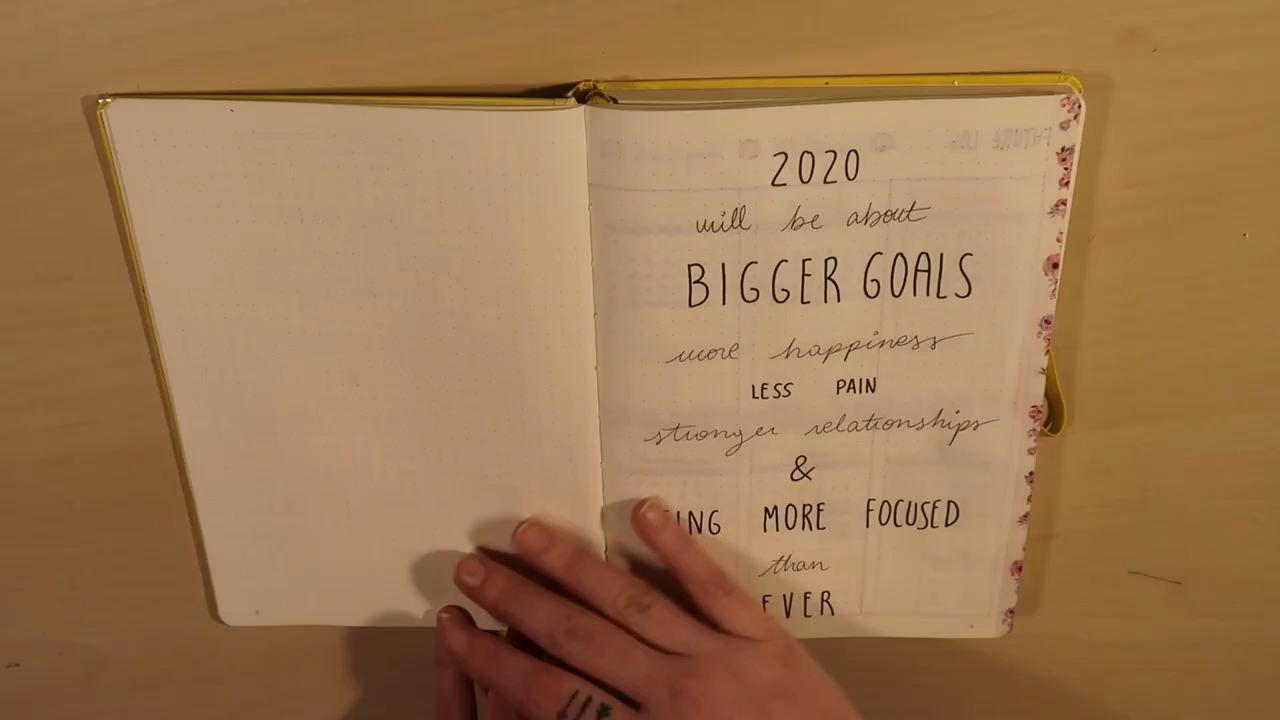 2020
will be about
BIGGER GOALS
more happiness
LESS PAIN
stronger relationships
&
MORE FOCUSED
than
EVER